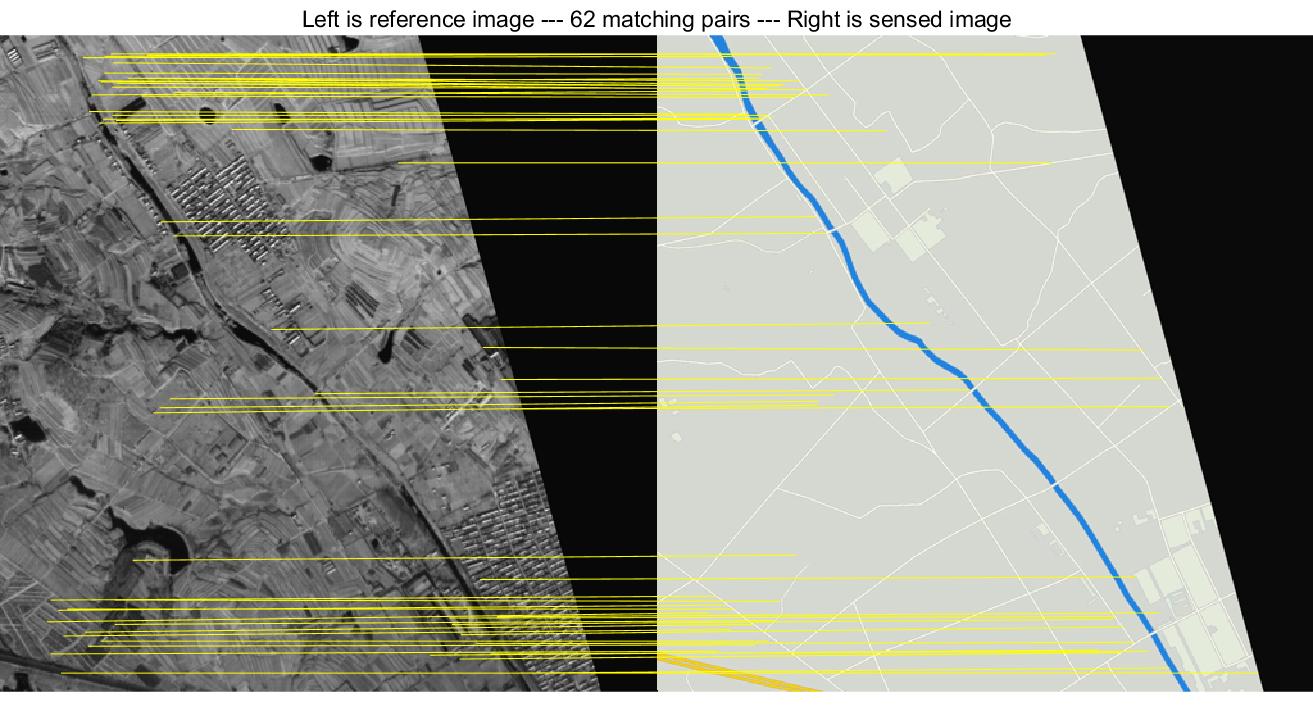 Left is reference image --- 62 matching pairs --- Right is sensed image